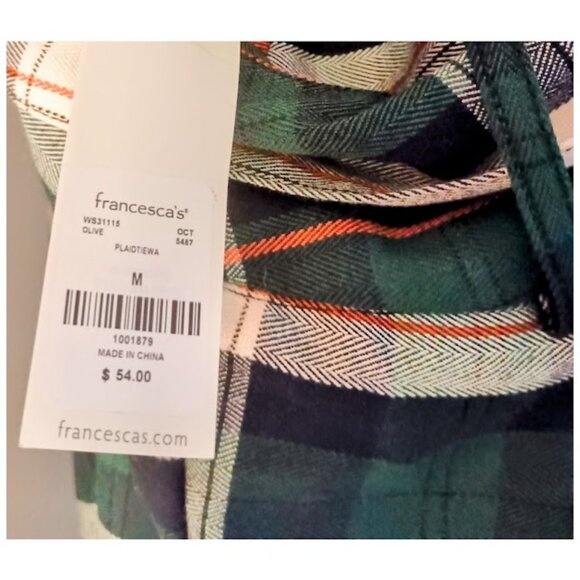 francesca's®
WS31115 OCT
OLIVE 5487
PLAIDTIEWA
M
1001879
MADE IN CHINA
$ 54.00
francescas.com